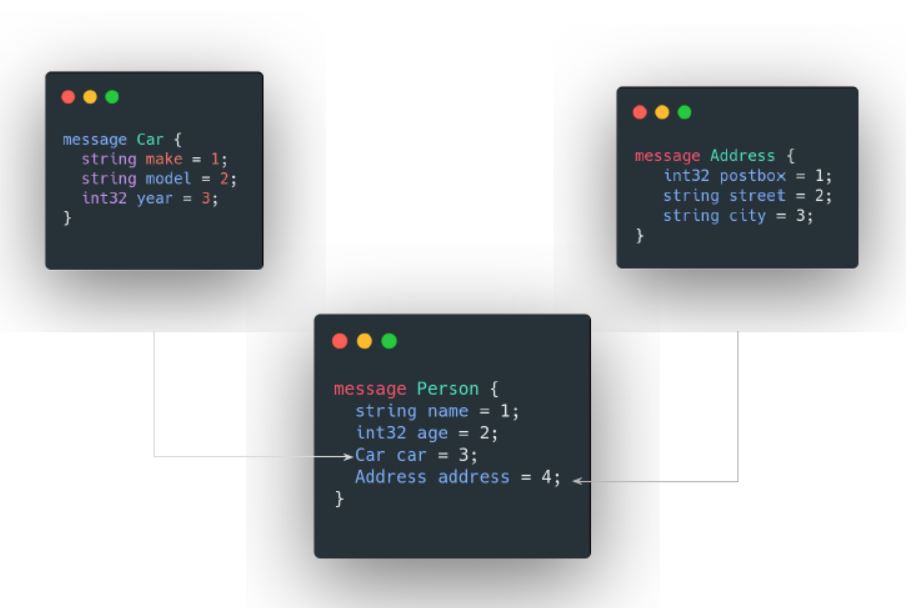 message Car {
string make = 1;
string model = 2;
int32 year = 3;
}
message Address {
int32 postbox = 1;
string street = 2;
string city = 3;
}
message Person {
string name = 1;
int32 age = 2;
Car car = 3;
Address address = 4;
}